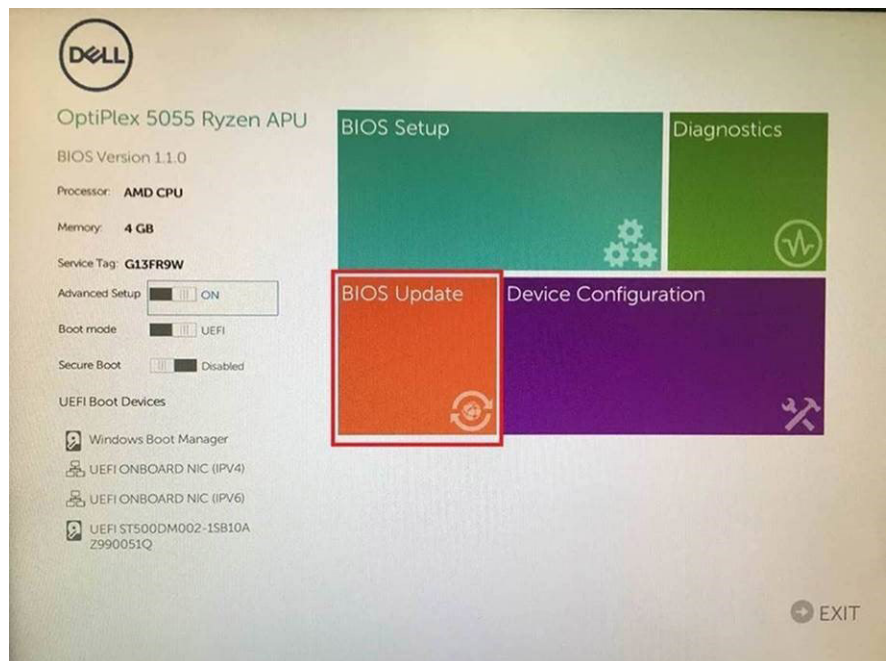 DELL
OptiPlex 5055 Ryzen APU
BIOS Version 1.1.0
Processor: AMD CPU
Memory: 4 GB
Service Tag: G13FR9W
Advanced Setup ON
Boot mode UEFI
Secure Boot Disabled
UEFI Boot Devices
Windows Boot Manager
UEFI ONBOARD NIC (IPV4)
UEFI ONBOARD NIC (IPV6)
UEFI ST500DM002-1SB10A
Z990051Q
BIOS Setup
Diagnostics
BIOS Update
Device Configuration
EXIT